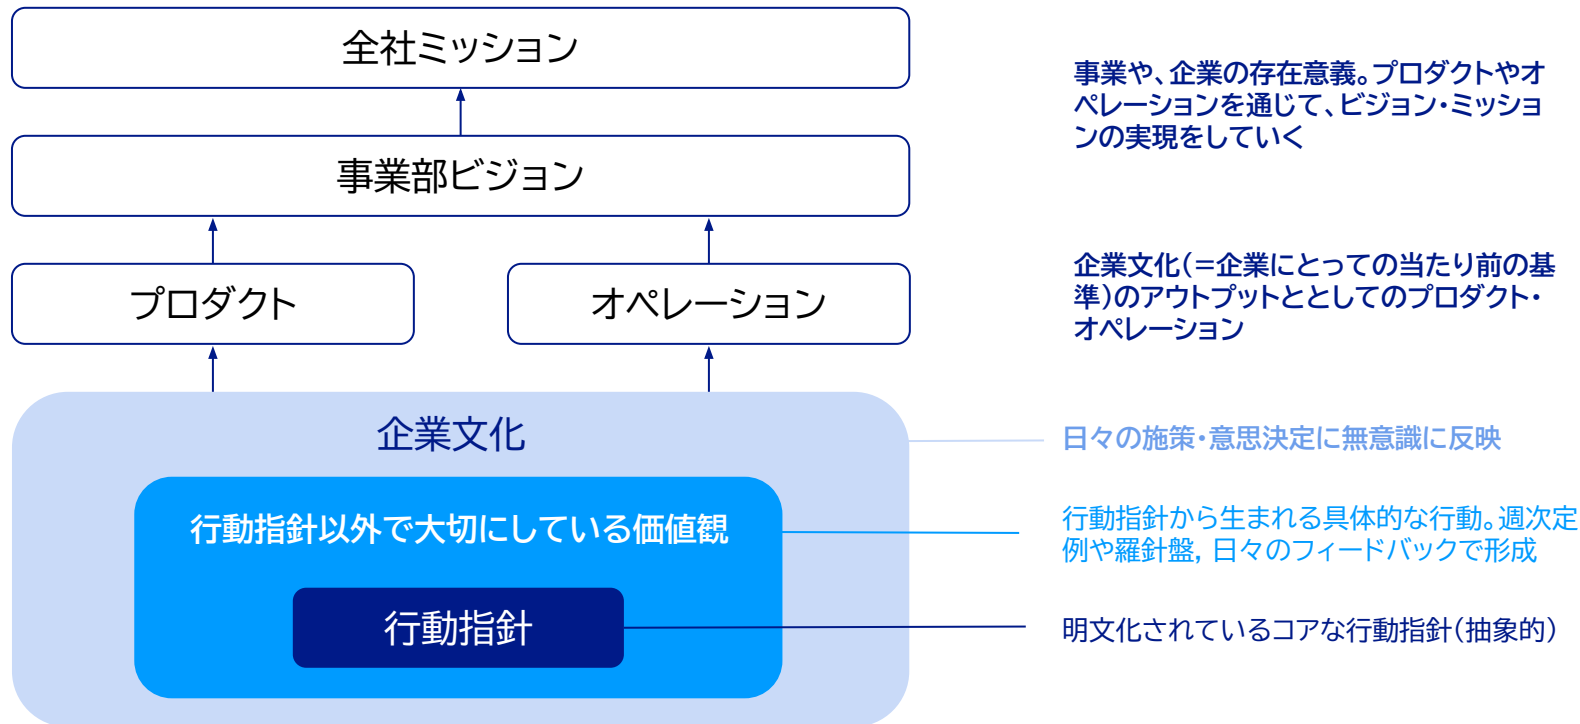 全社ミッション
事業や、企業の存在意義。プロダクトやオ
ペレーションを通じて、ビジョン・ミッショ
ンの実現をしていく
事業部ビジョン
プロダクト
オペレーション
企業文化(=企業にとっての当たり前の基
準)のアウトプットととしてのプロダクト・
オペレーション
企業文化
日々の施策・意思決定に無意識に反映
行動指針以外で大切にしている価値観
行動指針から生まれる具体的な行動。週次定
例や羅針盤, 日々のフィードバックで形成
行動指針
明文化されているコアな行動指針(抽象的)